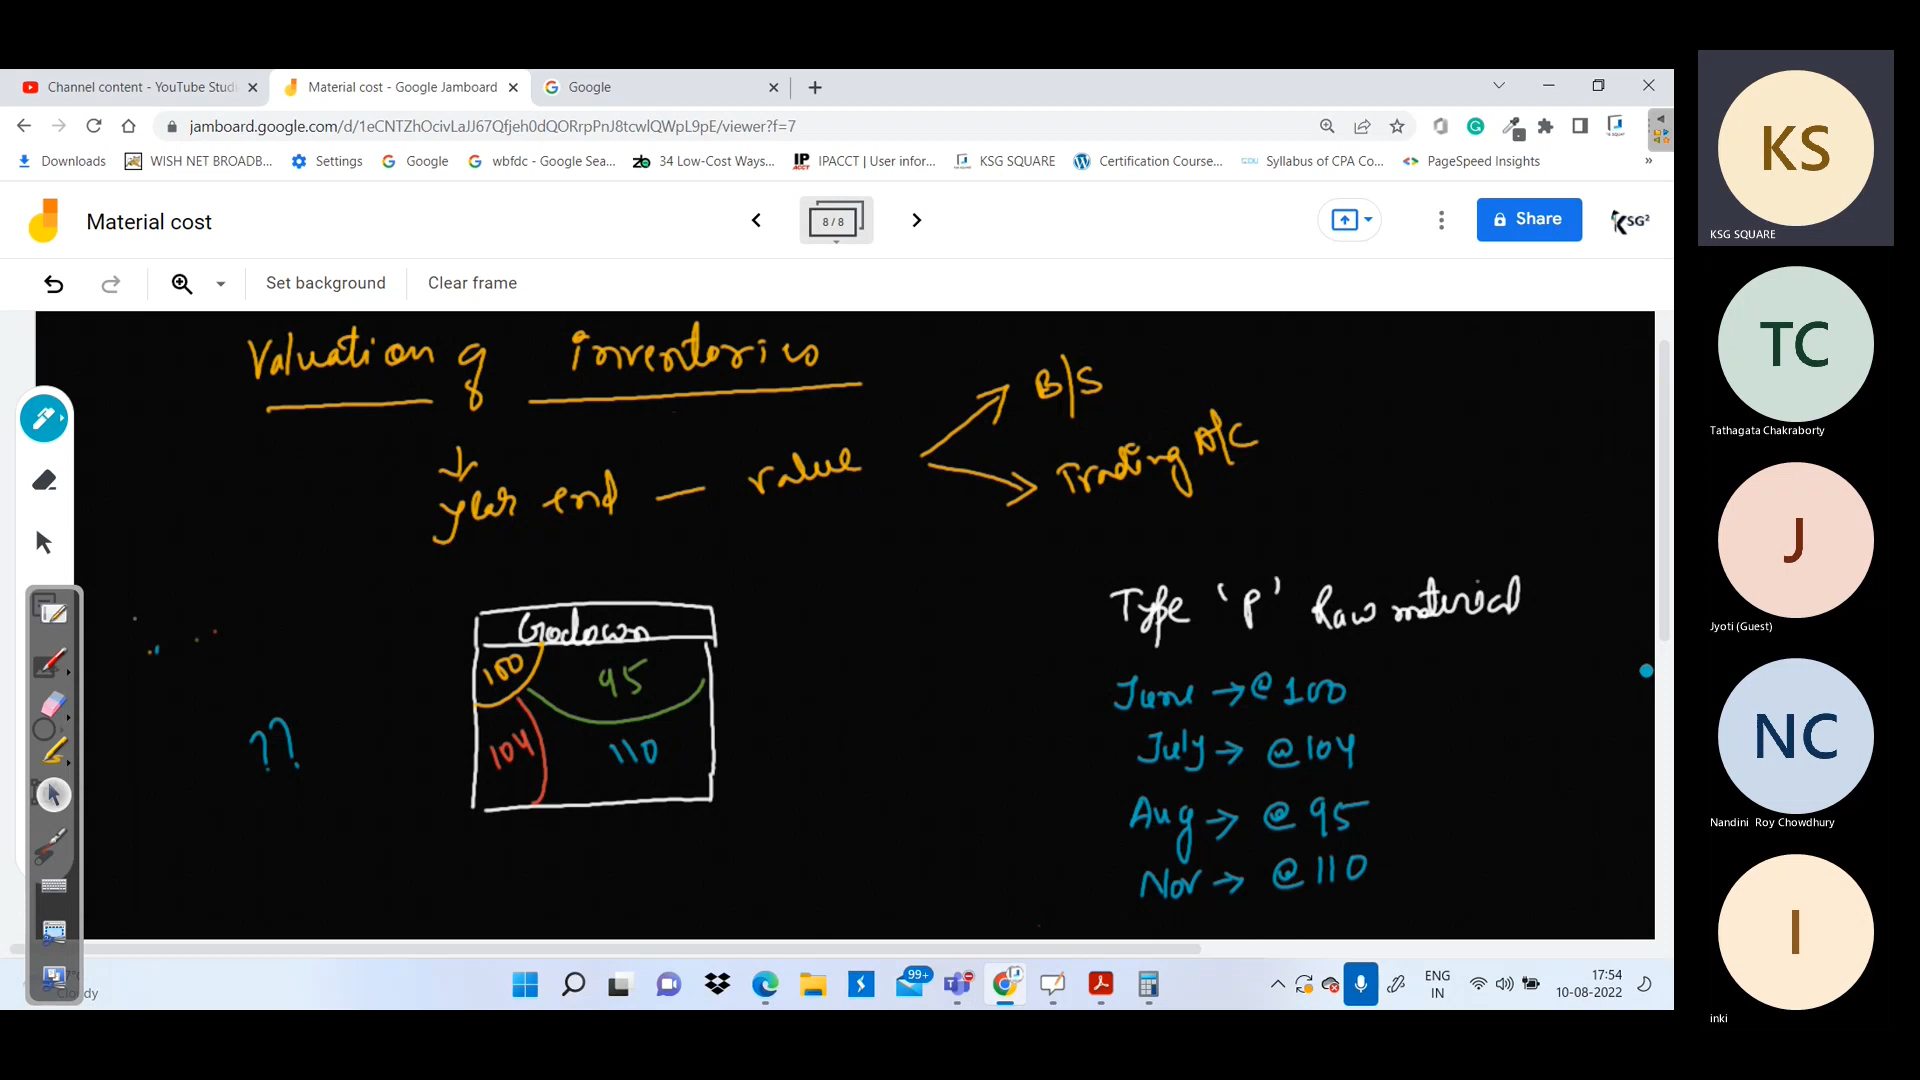 Channel content - YouTube Stud
Material cost - Google Jamboard
Google
jamboard.google.com/d/1eCNTZhOcivLaJJ67Qfjeh0dQORrpPnJ8tcwlQWpL9pE/viewer?f=7
Downloads
WISH NET BROADB...
Settings
Google
wbfdc - Google Sea...
34 Low-Cost Ways...
IPACCT | User infor...
KSG SQUARE
Certification Course...
Syllabus of CPA Co...
PageSpeed Insights
»
Material cost
8 / 8
Share
KSG²
Set background
Clear frame
Valuation of inventories
year end — value
B/S
Trading A/C
Godown
100
95
104
110
??
Type 'P' Raw material
June → @ 100
July → @ 104
Aug → @ 95
Nov → @ 110
99+
ENG
IN
17:54
10-08-2022
KS
KSG SQUARE
TC
Tathagata Chakraborty
J
Jyoti (Guest)
NC
Nandini Roy Chowdhury
I
inki